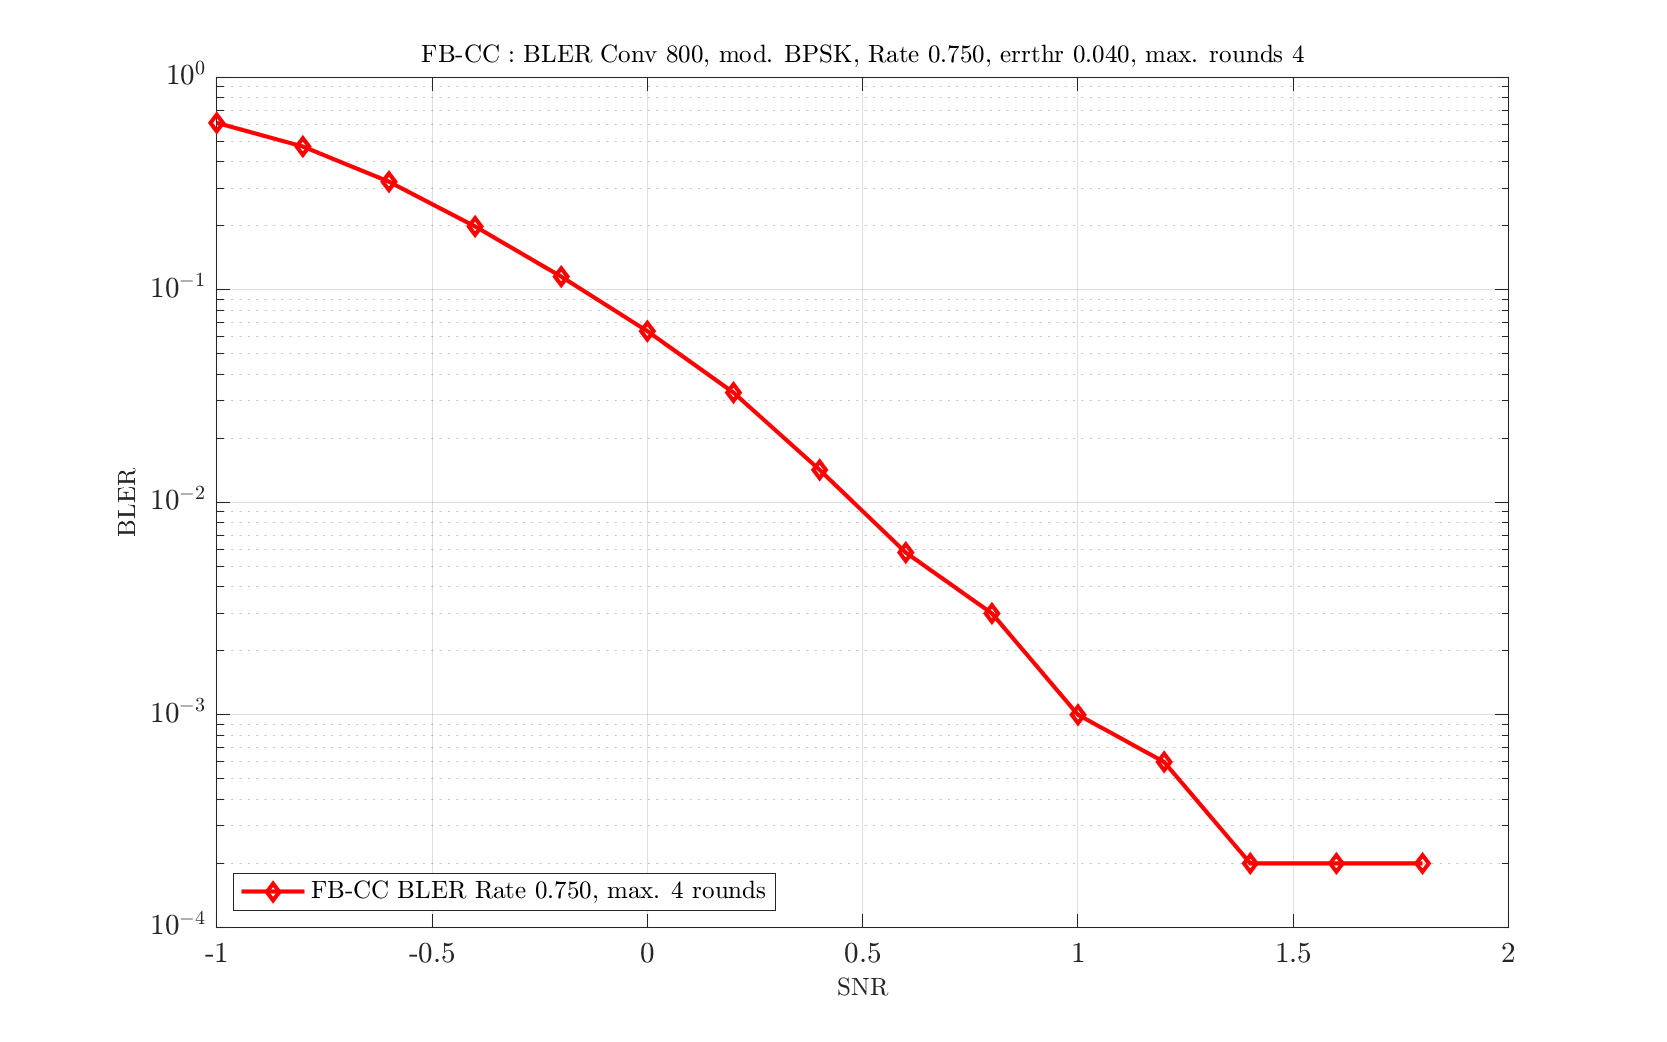 FB-CC : BLER Conv 800, mod. BPSK, Rate 0.750, errthr 0.040, max. rounds 4
10⁰
10⁻¹
10⁻²
10⁻³
10⁻⁴
BLER
FB-CC BLER Rate 0.750, max. 4 rounds
-1 -0.5 0 0.5 1 1.5 2
SNR